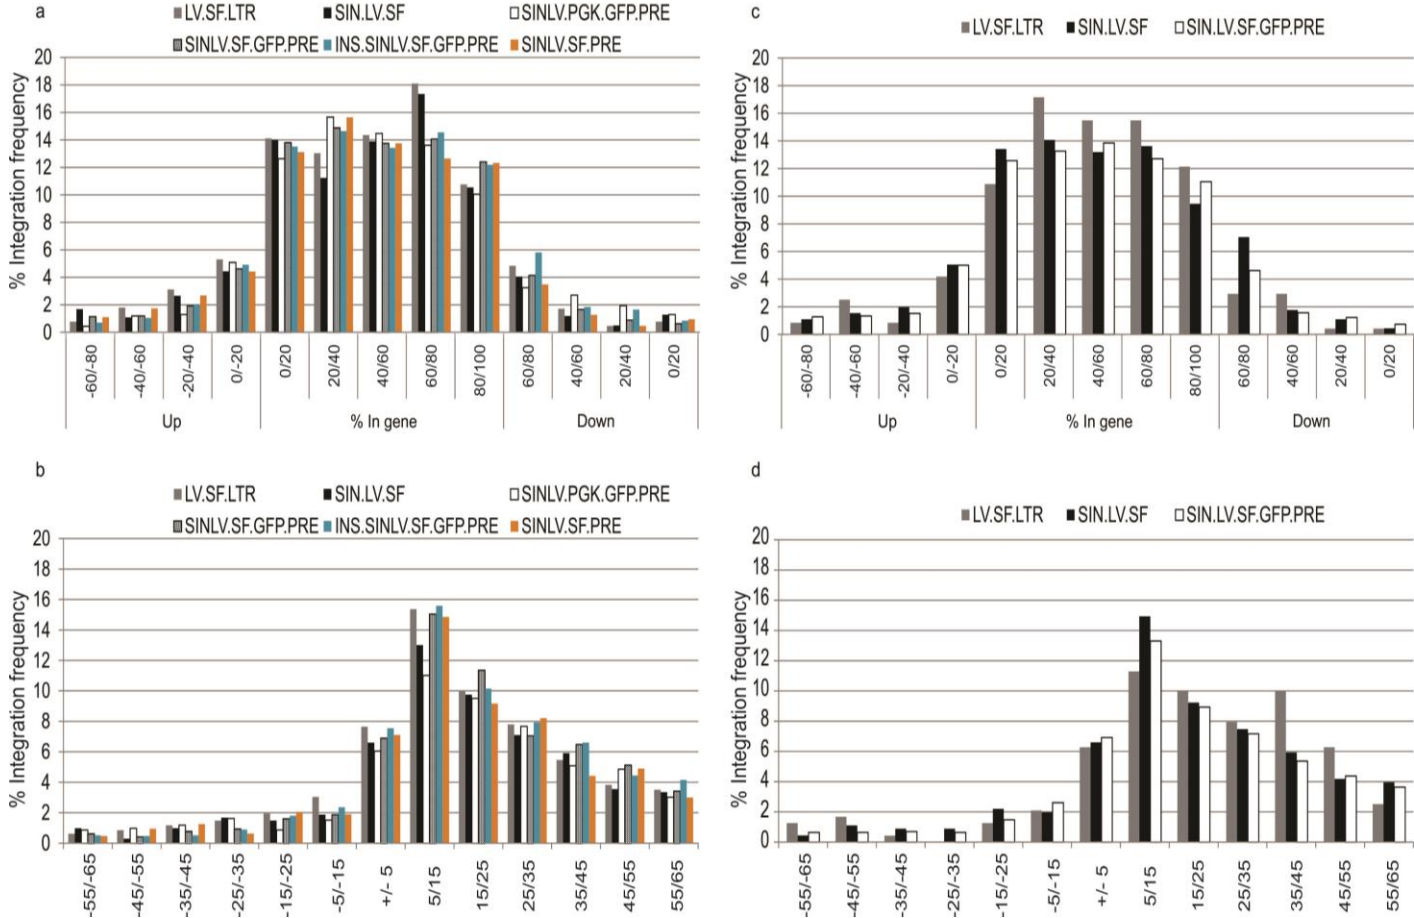 a
LV.SF.LTR SIN.LV.SF SINLV.PGK.GFP.PRE
SINLV.SF.GFP.PRE INS.SINLV.SF.GFP.PRE SINLV.SF.PRE
% Integration frequency
20
18
16
14
12
10
8
6
4
2
0
-60/-80 -40/-60 -20/-40 0/-20 0/20 20/40 40/60 60/80 80/100 60/80 40/60 20/40 0/20
Up % In gene Down
c
LV.SF.LTR SIN.LV.SF SIN.LV.SF.GFP.PRE
% Integration frequency
20
18
16
14
12
10
8
6
4
2
0
-60/-80 -40/-60 -20/-40 0/-20 0/20 20/40 40/60 60/80 80/100 60/80 40/60 20/40 0/20
Up % In gene Down
b
LV.SF.LTR SIN.LV.SF SINLV.PGK.GFP.PRE
SINLV.SF.GFP.PRE INS.SINLV.SF.GFP.PRE SINLV.SF.PRE
% Integration frequency
20
18
16
14
12
10
8
6
4
2
0
-55/-65 -45/-55 -35/-45 -25/-35 -15/-25 -5/-15 +/- 5 5/15 15/25 25/35 35/45 45/55 55/65
d
LV.SF.LTR SIN.LV.SF SIN.LV.SF.GFP.PRE
% Integration frequency
20
18
16
14
12
10
8
6
4
2
0
-55/-65 -45/-55 -35/-45 -25/-35 -15/-25 -5/-15 +/- 5 5/15 15/25 25/35 35/45 45/55 55/65